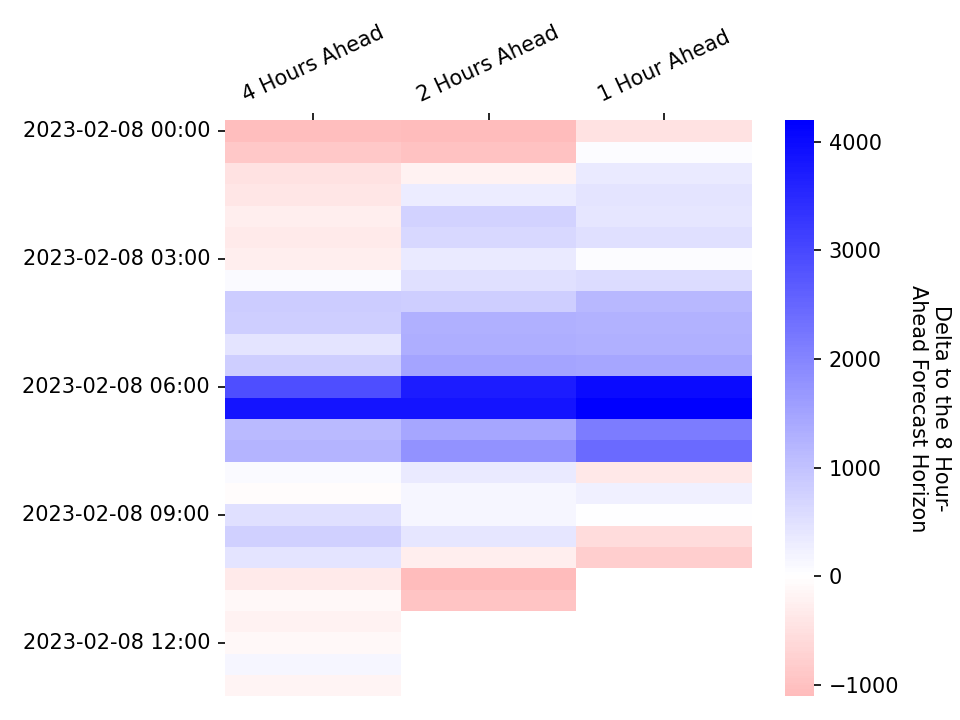 4 Hours Ahead
2 Hours Ahead
1 Hour Ahead
2023-02-08 00:00
2023-02-08 03:00
2023-02-08 06:00
2023-02-08 09:00
2023-02-08 12:00
4000
3000
2000
1000
0
−1000
Delta to the 8 Hour-
Ahead Forecast Horizon